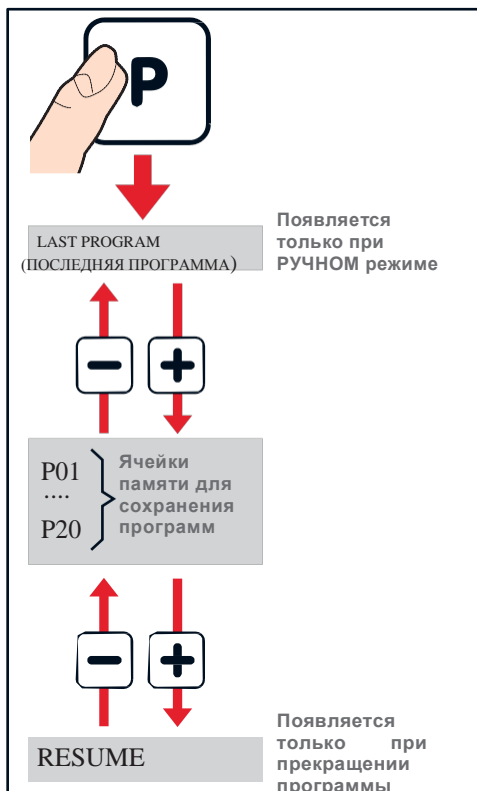 P
LAST PROGRAM
(ПОСЛЕДНЯЯ ПРОГРАММА)
Появляется
только при
РУЧНОМ режиме
− +
P01
....
P20
Ячейки
памяти для
сохранения
программ
− +
RESUME
Появляется
только при
прекращении
программы